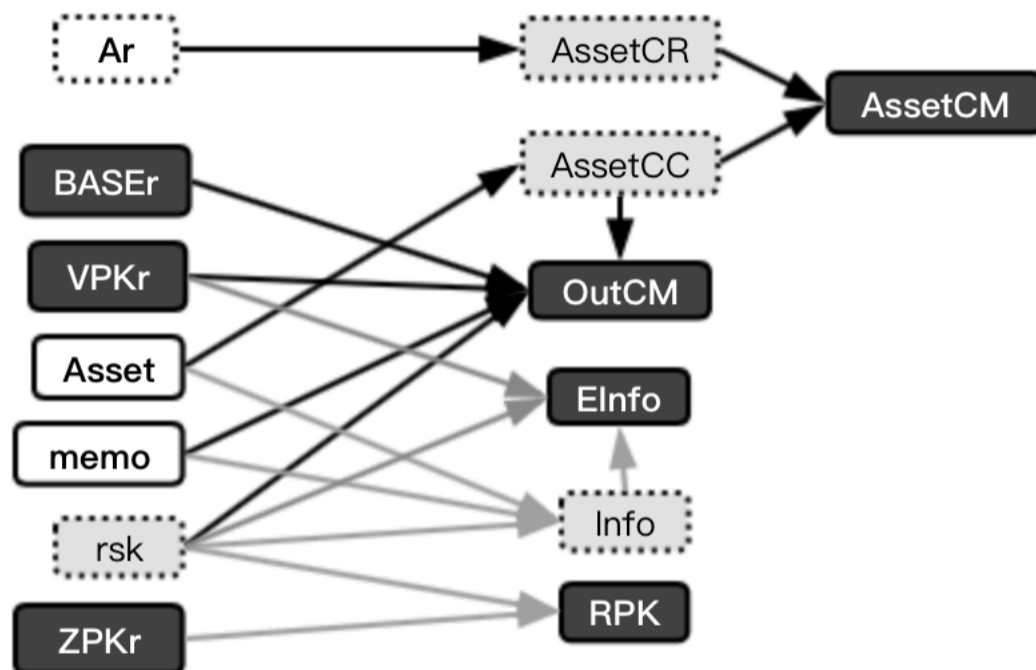 Ar
AssetCR
AssetCM
AssetCC
BASEr
VPKr
OutCM
Asset
EInfo
memo
Info
rsk
RPK
ZPKr